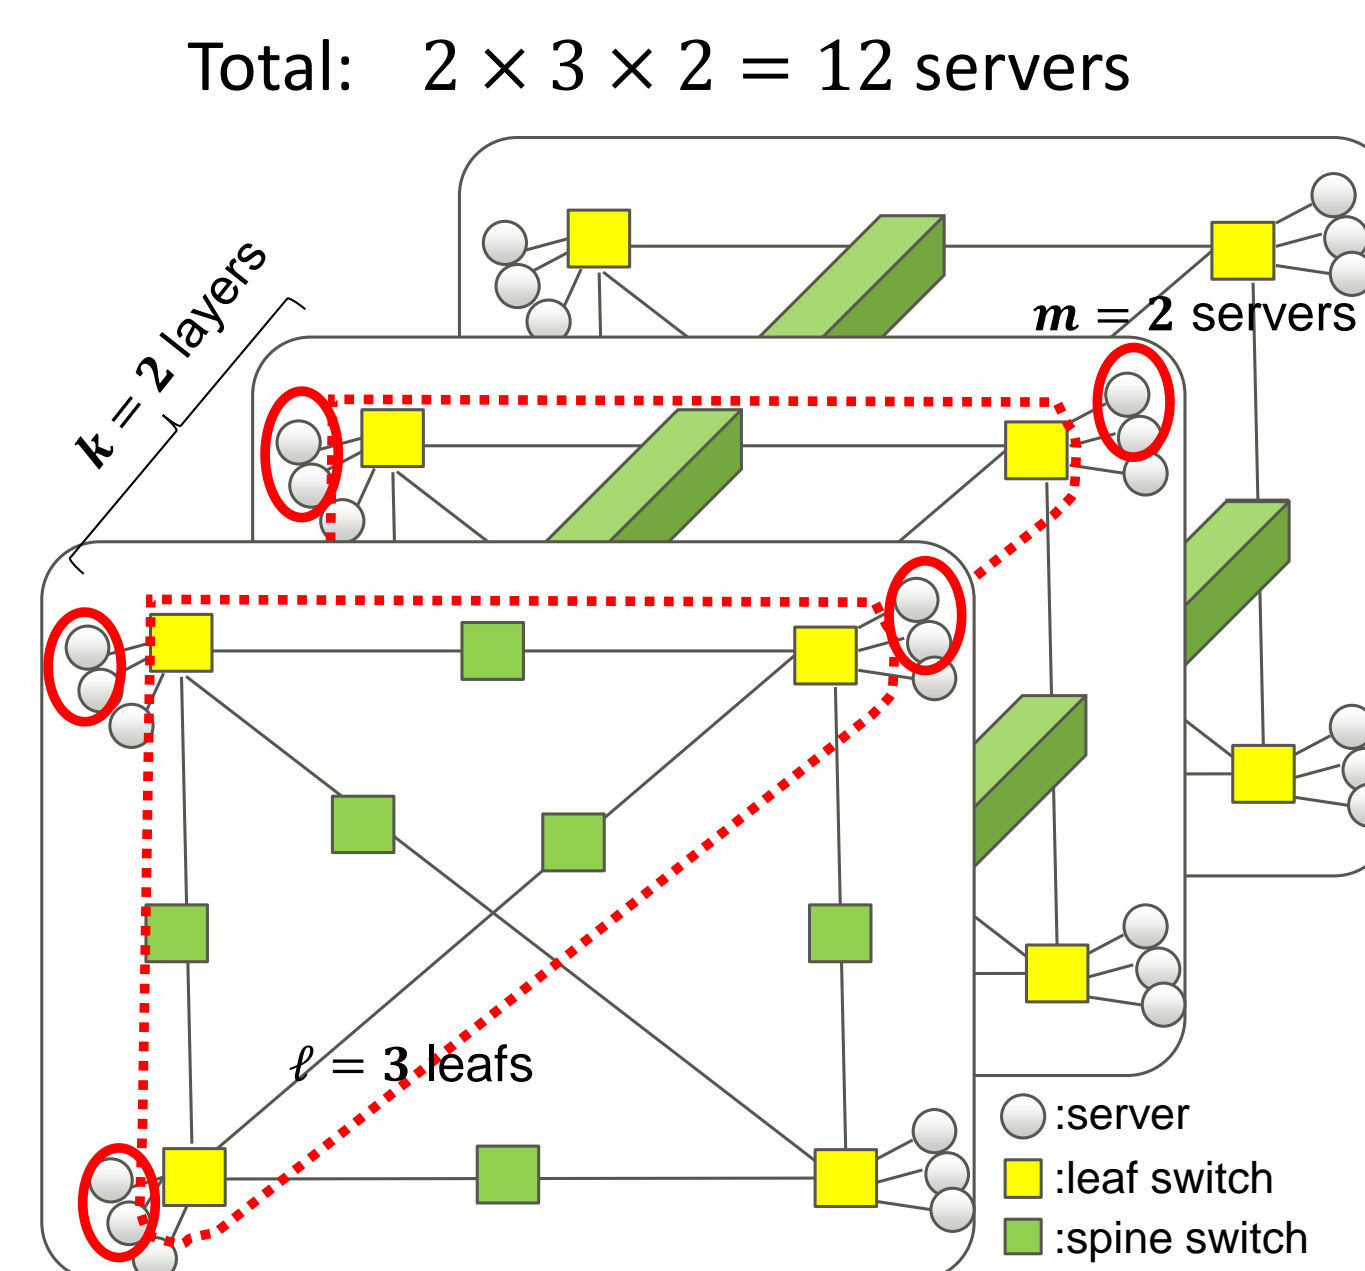 Total: 2 × 3 × 2 = 12 servers
k = 2 layers
m = 2 servers
ℓ = 3 leafs
:server
:leaf switch
:spine switch